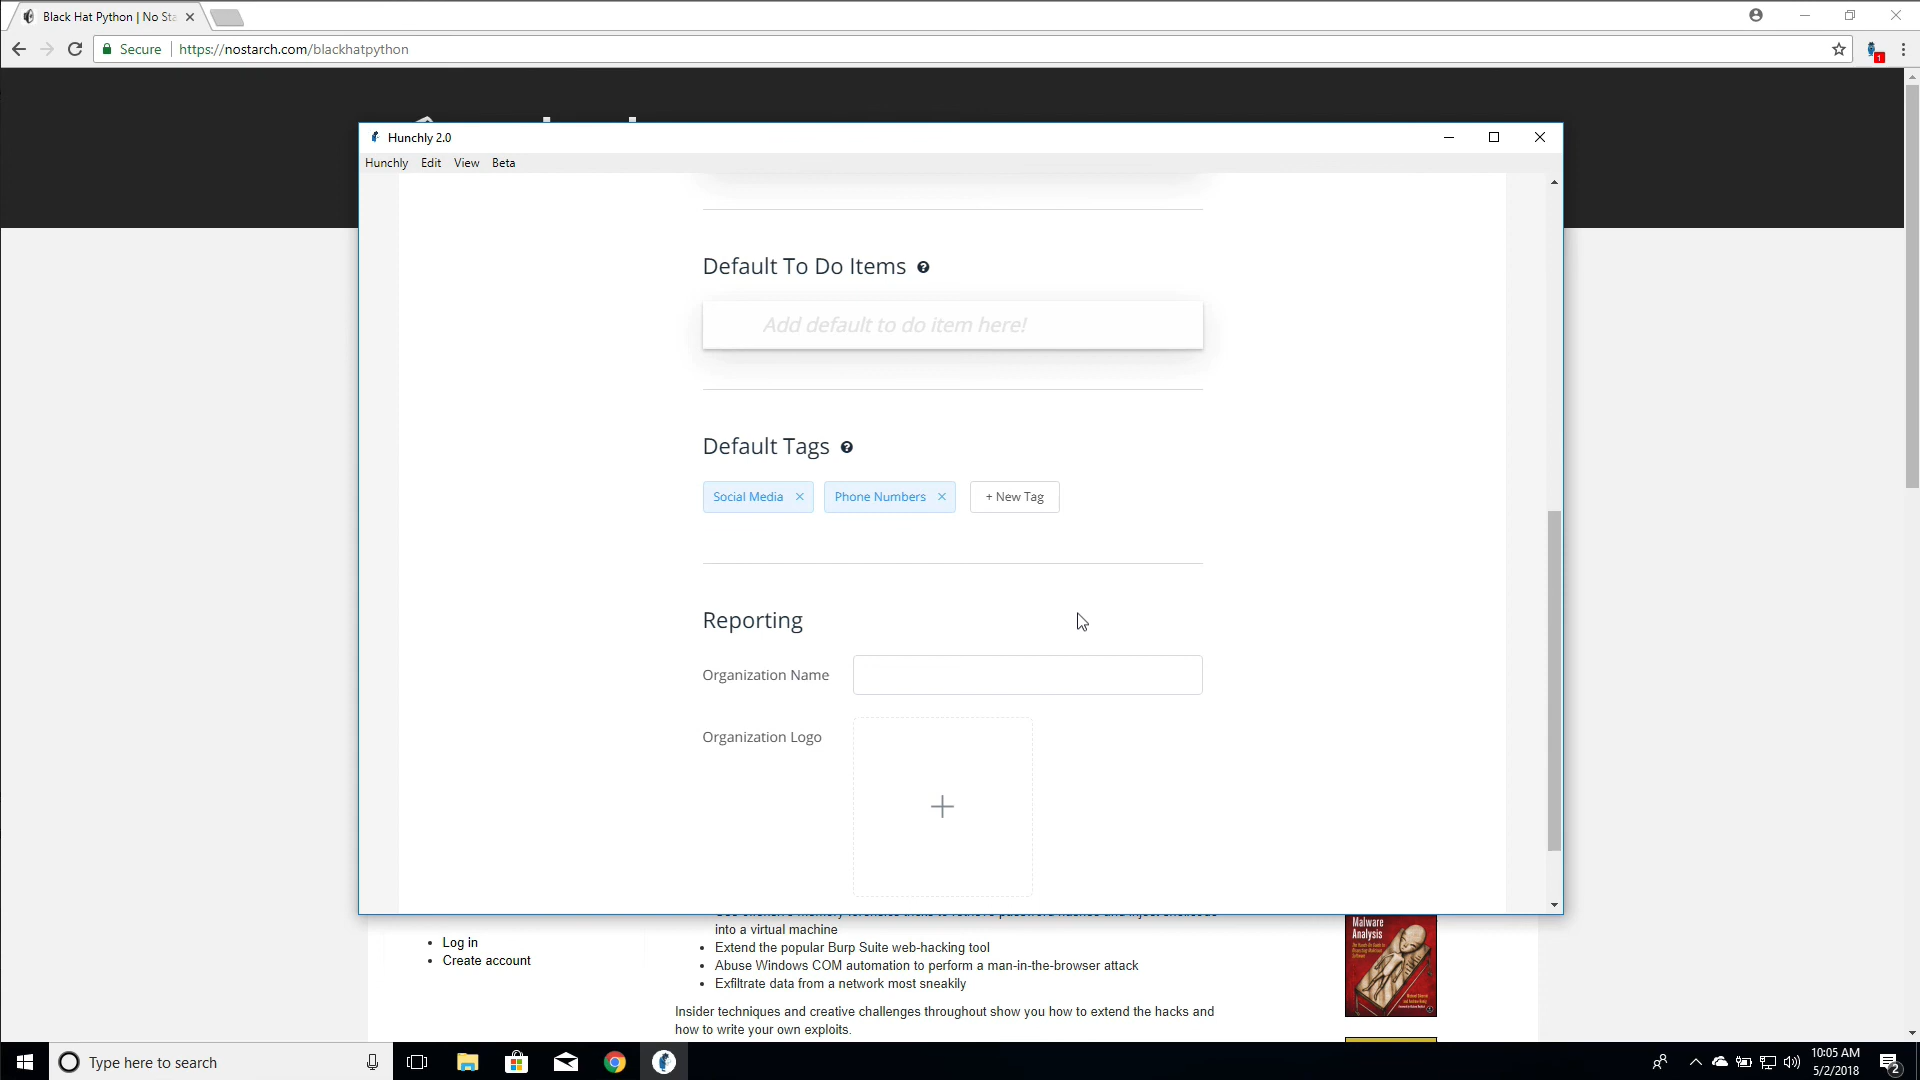 Black Hat Python | No Sta
Secure
https://nostarch.com/blackhatpython
1
Hunchly 2.0
Hunchly Edit View Beta
Default To Do Items
Add default to do item here!
Default Tags
Social Media
Phone Numbers
+ New Tag
Reporting
Organization Name
Organization Logo
into a virtual machine
Extend the popular Burp Suite web-hacking tool
Abuse Windows COM automation to perform a man-in-the-browser attack
Exfiltrate data from a network most sneakily
Insider techniques and creative challenges throughout show you how to extend the hacks and
how to write your own exploits.
Log in
Create account
Malware
Analysis
Type here to search
10:05 AM
5/2/2018
2